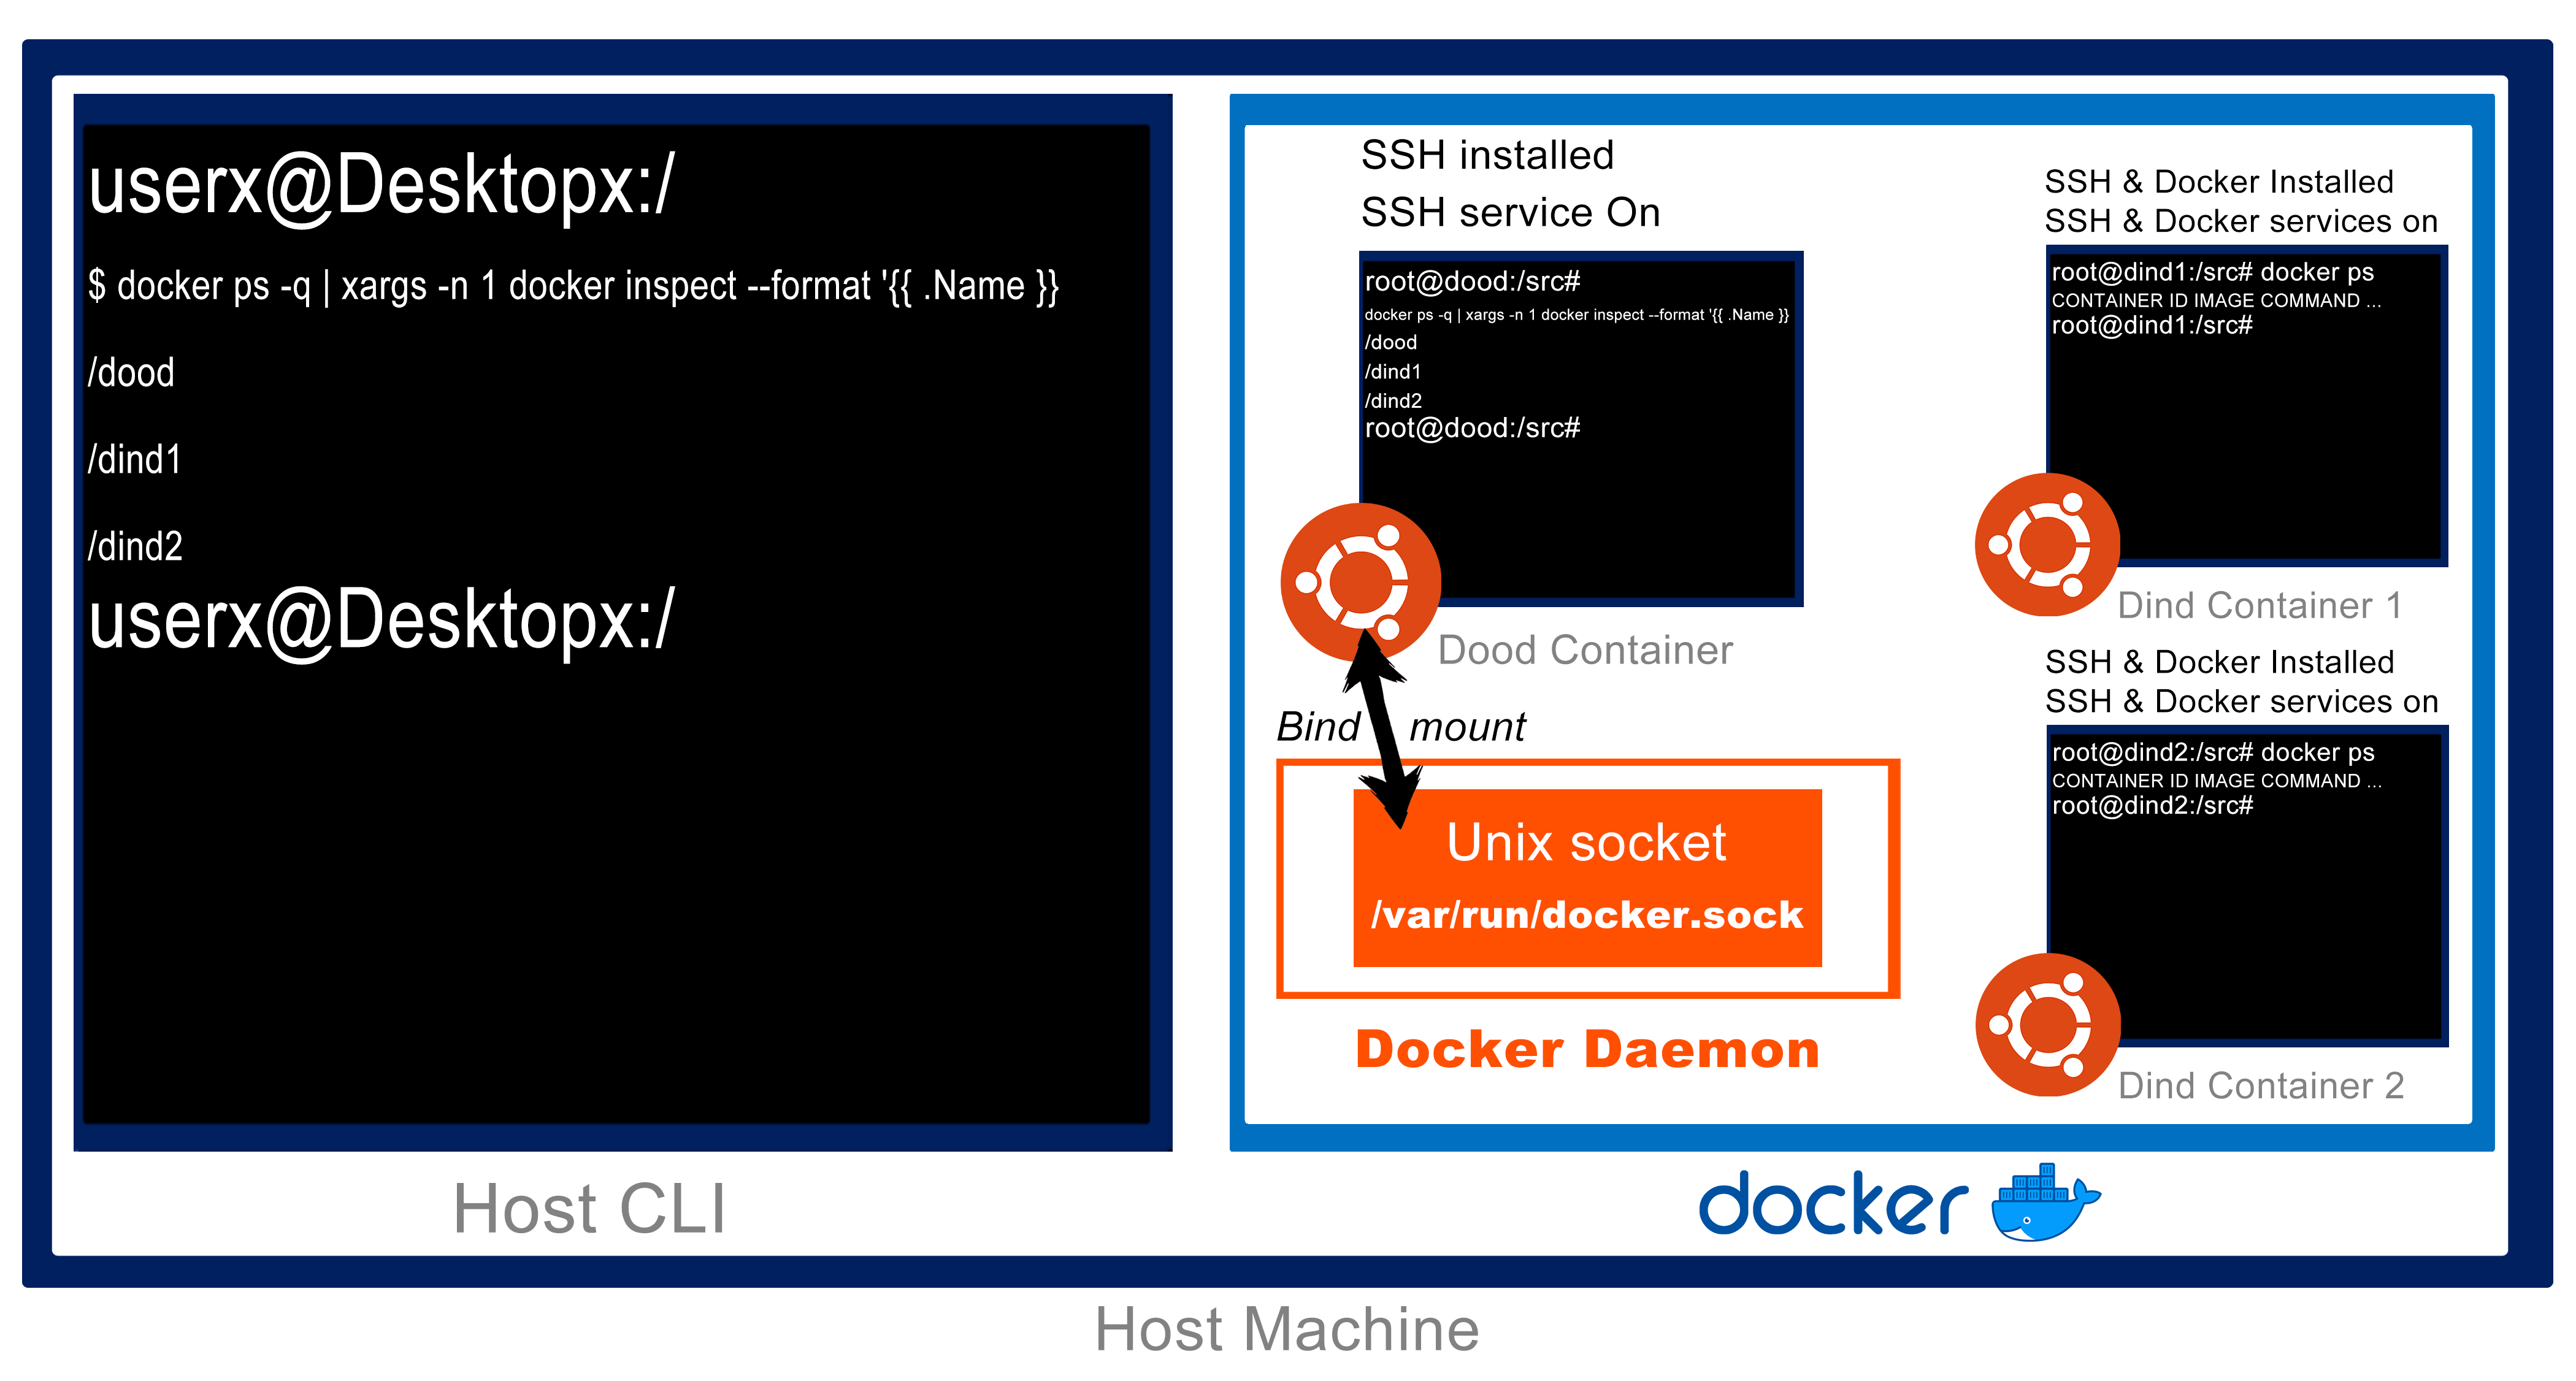 userx@Desktopx:/
$ docker ps -q | xargs -n 1 docker inspect --format '{{ .Name }}
/dood
/dind1
/dind2
userx@Desktopx:/
Host CLI
SSH installed
SSH service On
root@dood:/src#
docker ps -q | xargs -n 1 docker inspect --format '{{ .Name }}
/dood
/dind1
/dind2
root@dood:/src#
Dood Container
Bind mount
Unix socket
/var/run/docker.sock
Docker Daemon
SSH & Docker Installed
SSH & Docker services on
root@dind1:/src# docker ps
CONTAINER ID IMAGE COMMAND ...
root@dind1:/src#
Dind Container 1
SSH & Docker Installed
SSH & Docker services on
root@dind2:/src# docker ps
CONTAINER ID IMAGE COMMAND ...
root@dind2:/src#
Dind Container 2
docker
Host Machine